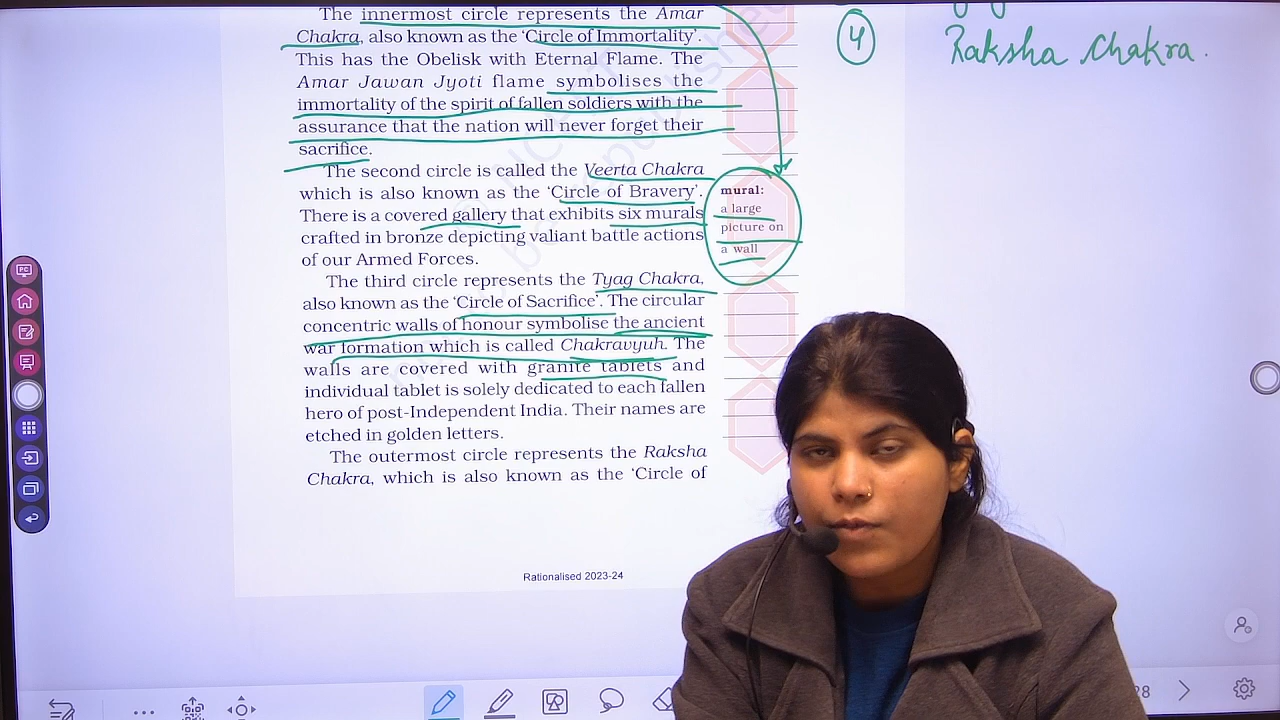 The innermost circle represents the Amar
Chakra, also known as the 'Circle of Immortality'.
This has the Obelisk with Eternal Flame. The
Amar Jawan Jyoti flame symbolises the
immortality of the spirit of fallen soldiers with the
assurance that the nation will never forget their
sacrifice.
The second circle is called the Veerta Chakra
which is also known as the 'Circle of Bravery'.
There is a covered gallery that exhibits six murals
crafted in bronze depicting valiant battle actions
of our Armed Forces.
The third circle represents the Tyag Chakra,
also known as the 'Circle of Sacrifice'. The circular
concentric walls of honour symbolise the ancient
war formation which is called Chakravyuh. The
walls are covered with granite tablets and
individual tablet is solely dedicated to each fallen
hero of post-Independent India. Their names are
etched in golden letters.
The outermost circle represents the Raksha
Chakra, which is also known as the 'Circle of
mural:
a large
picture on
a wall
4 Raksha Chakra.
Rationalised 2023-24
PC
28